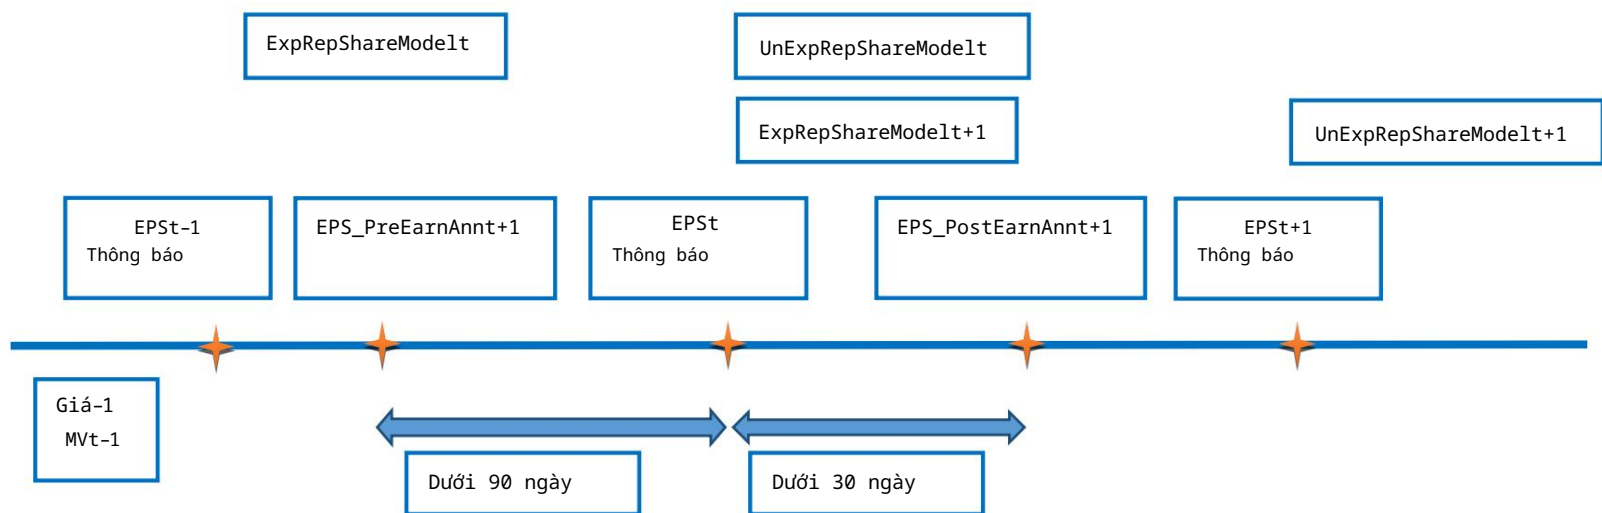 ExpRepShareModelt
UnExpRepShareModelt
ExpRepShareModelt+1
UnExpRepShareModelt+1
EPSt-1
Thông báo
EPS_PreEarnAnnt+1
EPSt
Thông báo
EPS_PostEarnAnnt+1
EPSt+1
Thông báo
Giá-1
MVt-1
Dưới 90 ngày
Dưới 30 ngày